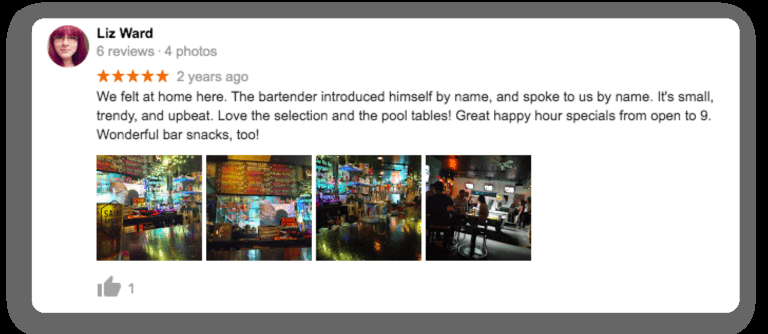 Liz Ward
6 reviews · 4 photos
2 years ago
We felt at home here. The bartender introduced himself by name, and spoke to us by name. It's small,
trendy, and upbeat. Love the selection and the pool tables! Great happy hour specials from open to 9.
Wonderful bar snacks, too!
1